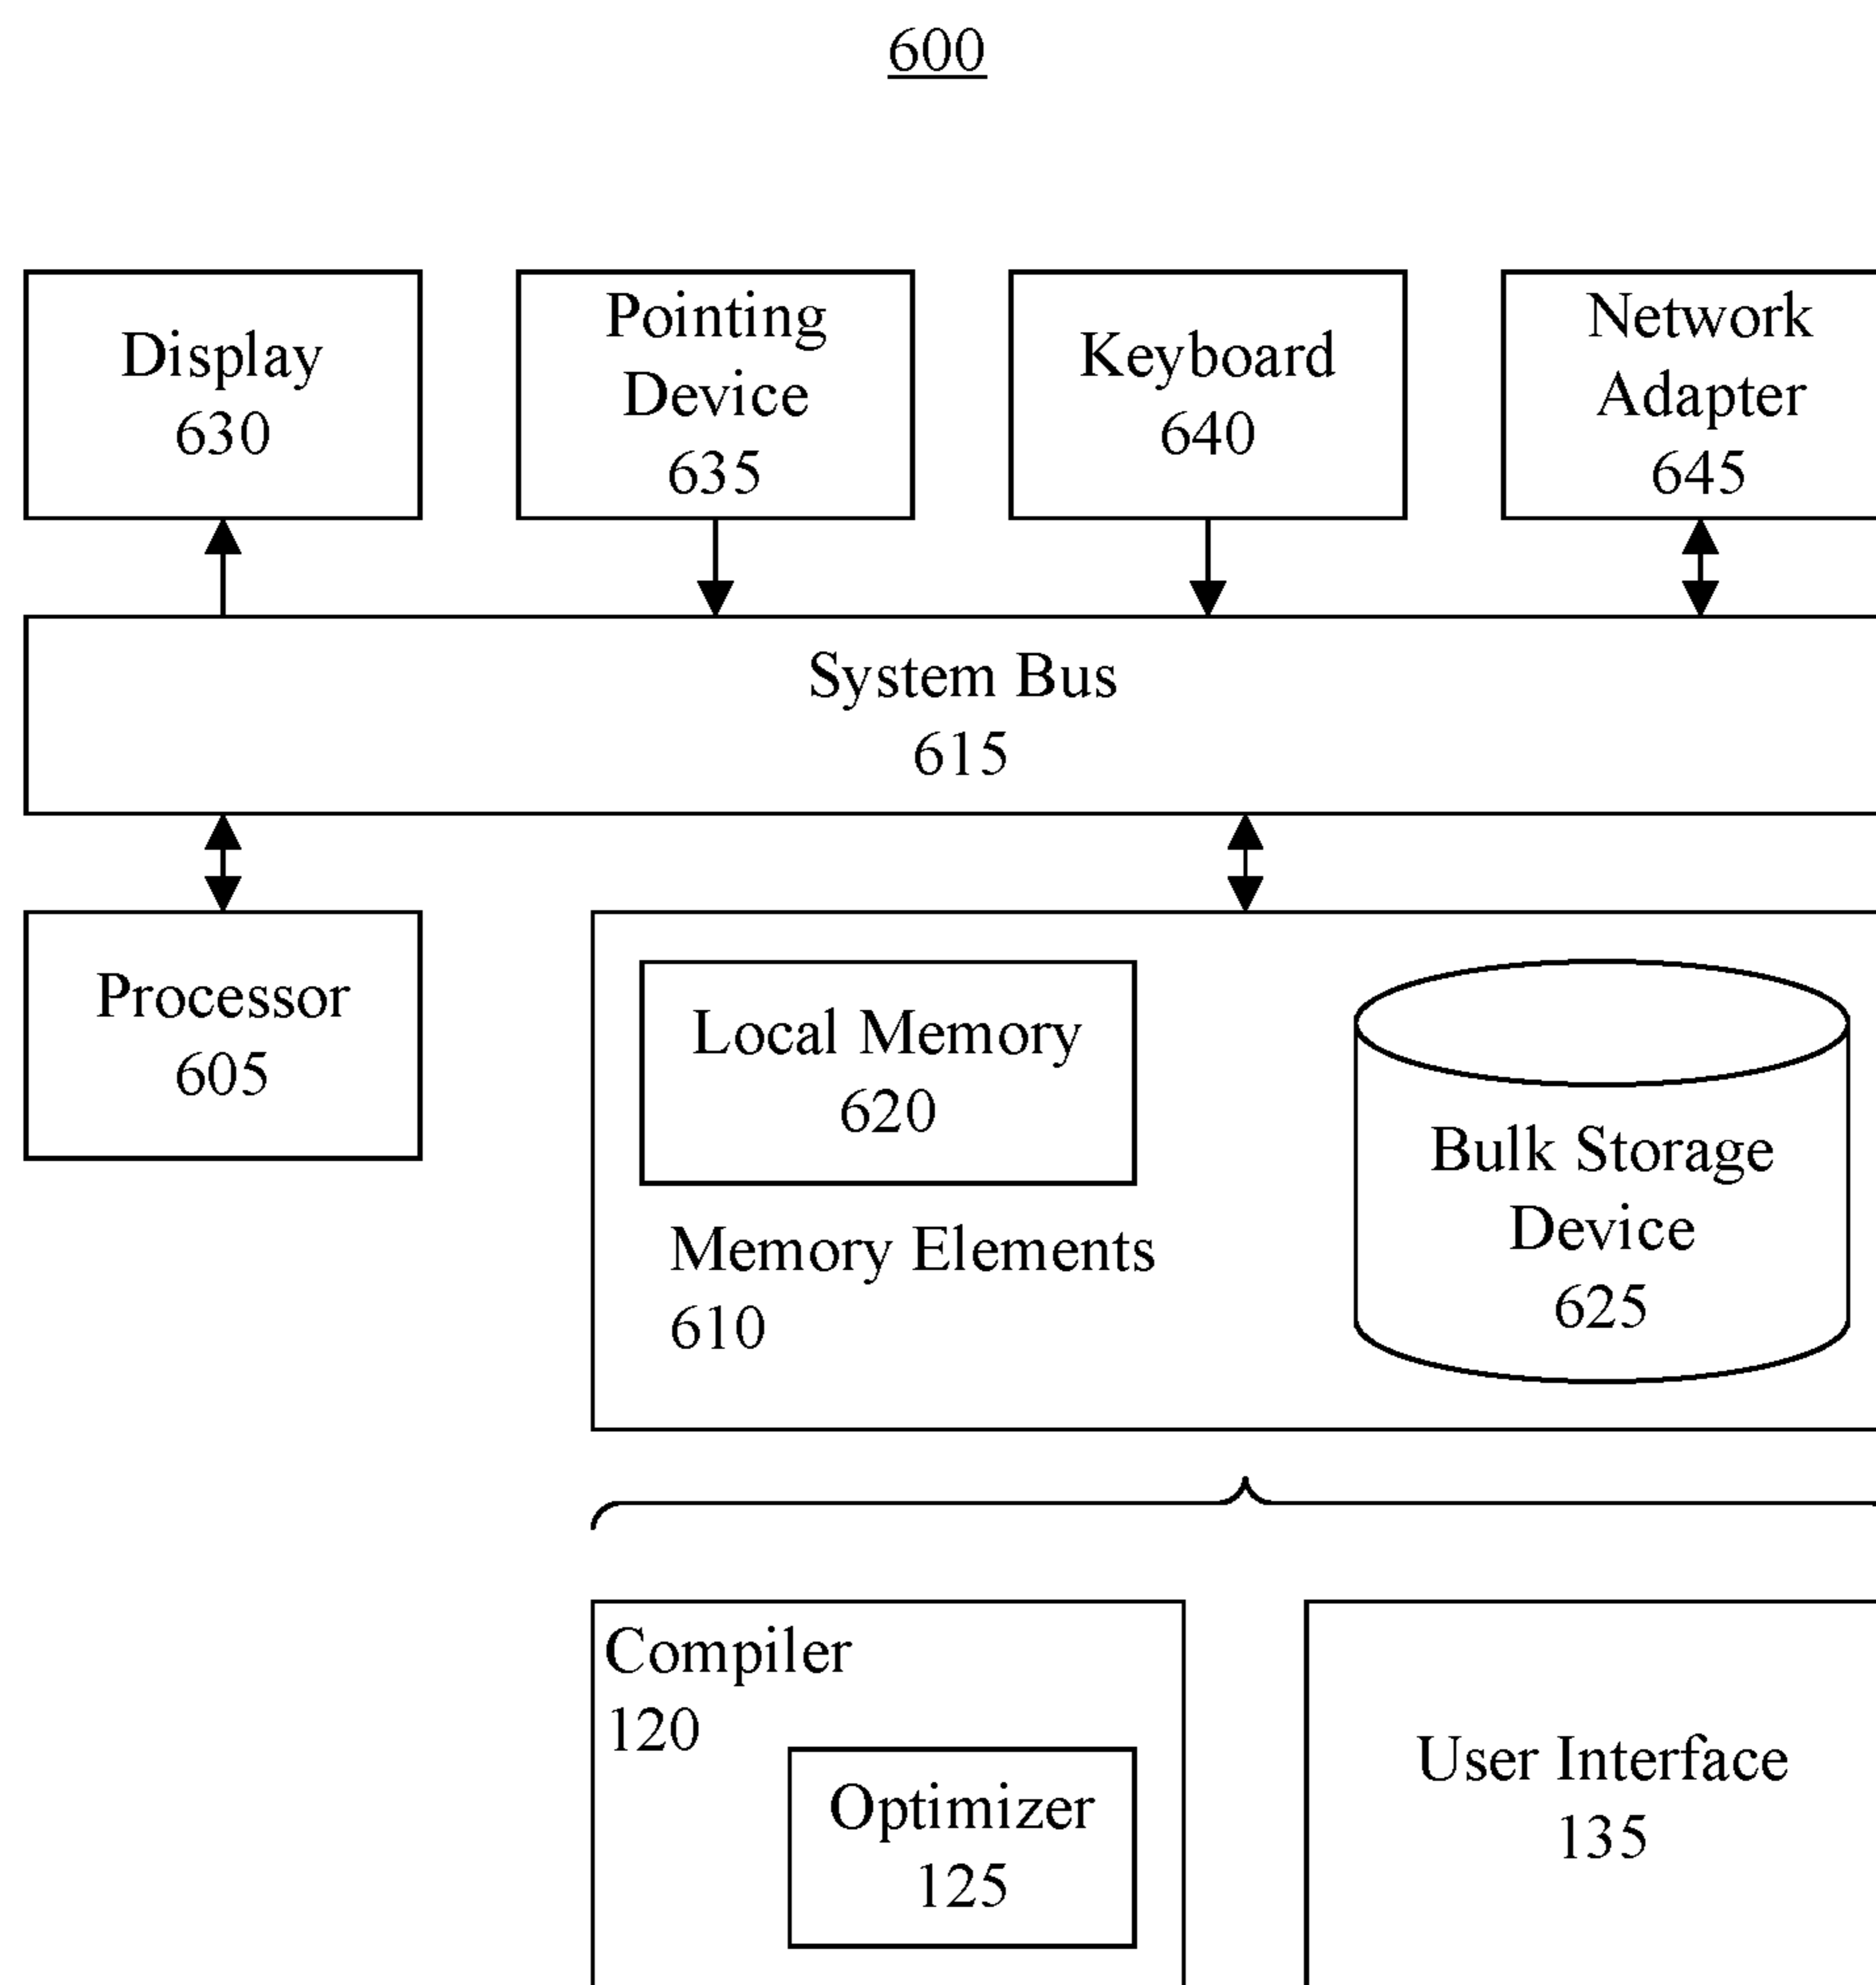 600
Display
630
Pointing
Device
635
Keyboard
640
Network
Adapter
645
System Bus
615
Processor
605
Local Memory
620
Memory Elements
610
Bulk Storage
Device
625
Compiler
120
Optimizer
125
User Interface
135